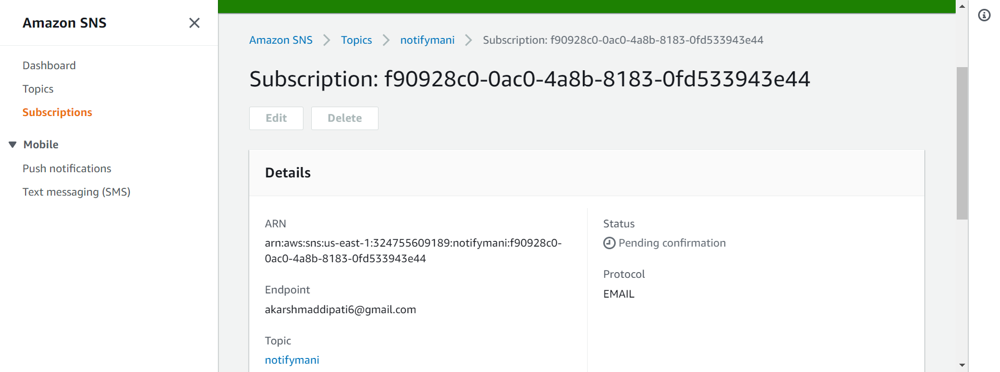 Amazon SNS
Dashboard
Topics
Subscriptions
Mobile
Push notifications
Text messaging (SMS)
Amazon SNS Topics notifymani Subscription: f90928c0-0ac0-4a8b-8183-0fd533943e44
Subscription: f90928c0-0ac0-4a8b-8183-0fd533943e44
Edit Delete
Details
ARN
arn:aws:sns:us-east-1:324755609189:notifymani:f90928c0-
0ac0-4a8b-8183-0fd533943e44
Endpoint
akarshmaddipati6@gmail.com
Topic
notifymani
Status
Pending confirmation
Protocol
EMAIL